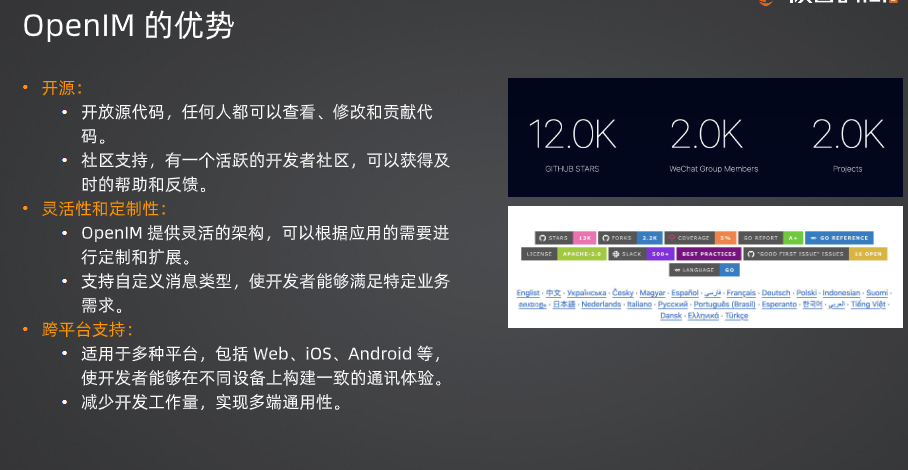 OpenIM 的优势
• 开源：
• 开放源代码，任何人都可以查看、修改和贡献代
码。
• 社区支持，有一个活跃的开发者社区，可以获得及
时的帮助和反馈。
• 灵活性和定制性：
• OpenIM 提供灵活的架构，可以根据应用的需要进
行定制和扩展。
• 支持自定义消息类型，使开发者能够满足特定业务
需求。
• 跨平台支持：
• 适用于多种平台，包括 Web、iOS、Android 等，
使开发者能够在不同设备上构建一致的通讯体验。
• 减少开发工作量，实现多端通用性。
12.0K 2.0K 2.0K
GITHUB STARS WeChat Group Members Projects
STARS 13K FORKS 2.2K COVERAGE 5% GO REPORT A+ GO REFERENCE
LICENSE APACHE-2.0 SLACK 500+ BEST PRACTICES "GOOD FIRST ISSUE" ISSUES OPEN
LANGUAGE GO
Englist · 中文 · Українська · Česky · Magyar · Español · فارسی · Français · Deutsch · Polski · Indonesian · Suomi ·
日本語 · Nederlands · Italiano · Русский · Português (Brasil) · Esperanto · 한국어 · العربي · Tiếng Việt ·
Dansk · Ελληνικά · Türkçe